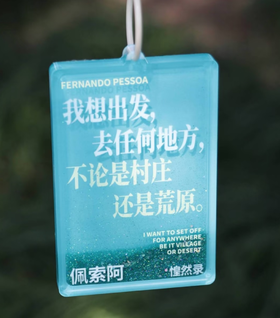 FERNANDO PESSOA
我想出发，
去任何地方，
不论是村庄
还是荒原。
I WANT TO SET OFF
FOR ANYWHERE
BE IT VILLAGE
OR DESERT
佩索阿
·惶然录